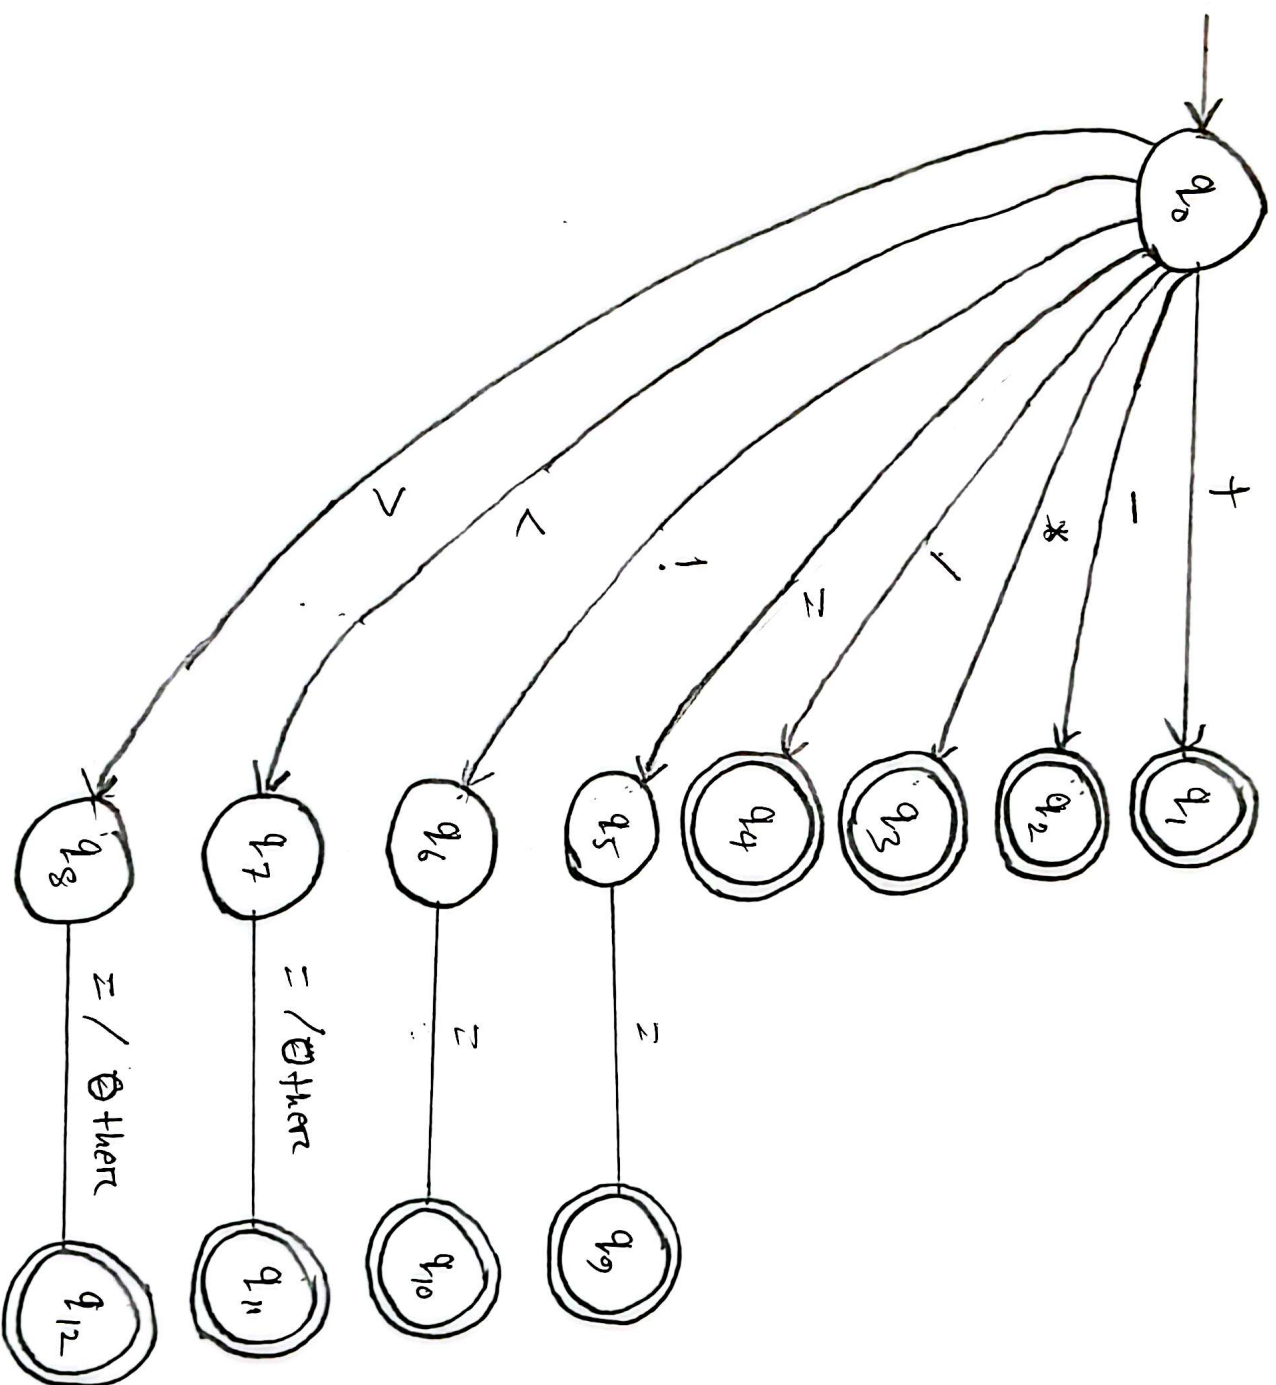 q0
+ q1
- q2
* q3
/ q4
= q5 = q9
! q6 = q10
< q7 = /Other q11
> q8 = / Other q12